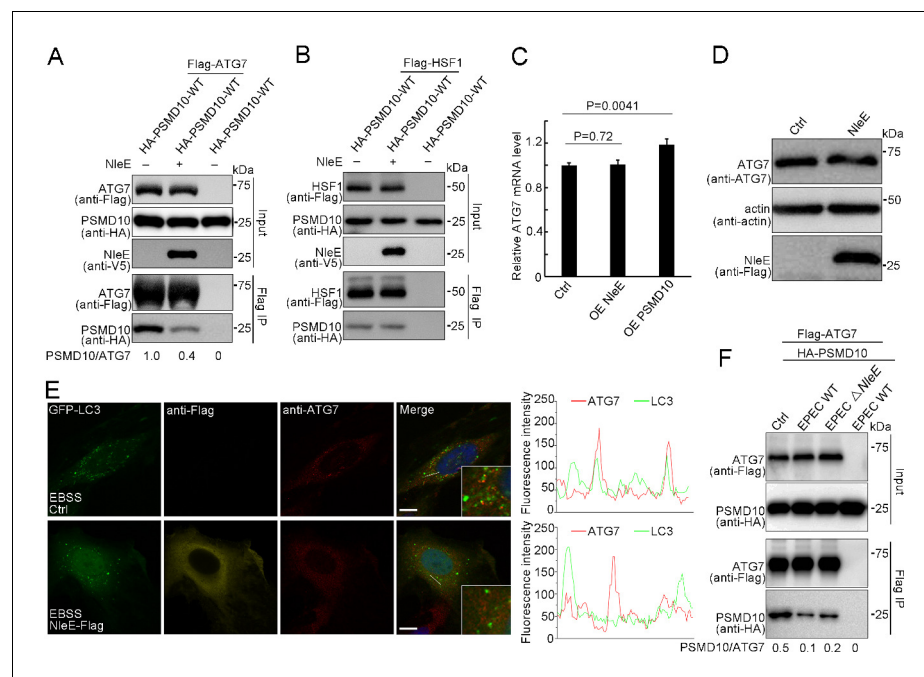 A
Flag-ATG7
HA-PSMD10-WT
HA-PSMD10-WT
HA-PSMD10-WT
NleE
–
+
–
kDa
ATG7
(anti-Flag)
-75
PSMD10
(anti-HA)
-25
NleE
(anti-V5)
-25
Input
ATG7
(anti-Flag)
-75
PSMD10
(anti-HA)
-25
Flag IP
PSMD10/ATG7 1.0 0.4 0
B
Flag-HSF1
HA-PSMD10-WT
HA-PSMD10-WT
HA-PSMD10-WT
NleE
–
+
–
kDa
HSF1
(anti-Flag)
-50
PSMD10
(anti-HA)
-25
NleE
(anti-V5)
-25
Input
HSF1
(anti-Flag)
-50
PSMD10
(anti-HA)
-25
Flag IP
C
Relative ATG7 mRNA level
1.2
0.8
0.4
0
P=0.0041
P=0.72
Ctrl
OE NleE
OE PSMD10
D
Ctrl
NleE
kDa
ATG7
(anti-ATG7)
-75
actin
(anti-actin)
-50
NleE
(anti-Flag)
-25
E
GFP-LC3
anti-Flag
anti-ATG7
Merge
EBSS
Ctrl
EBSS
NleE-Flag
Fluorescence intensity
250
200
150
100
50
0
ATG7
LC3
Fluorescence intensity
250
200
150
100
50
0
ATG7
LC3
F
Flag-ATG7
HA-PSMD10
Ctrl
EPEC WT
EPEC △NleE
EPEC WT
kDa
ATG7
(anti-Flag)
-75
PSMD10
(anti-HA)
-25
Input
ATG7
(anti-Flag)
-75
PSMD10
(anti-HA)
-25
Flag IP
PSMD10/ATG7 0.5 0.1 0.2 0